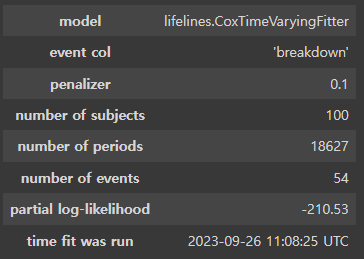 model lifelines.CoxTimeVaryingFitter
event col 'breakdown'
penalizer 0.1
number of subjects 100
number of periods 18627
number of events 54
partial log-likelihood -210.53
time fit was run 2023-09-26 11:08:25 UTC